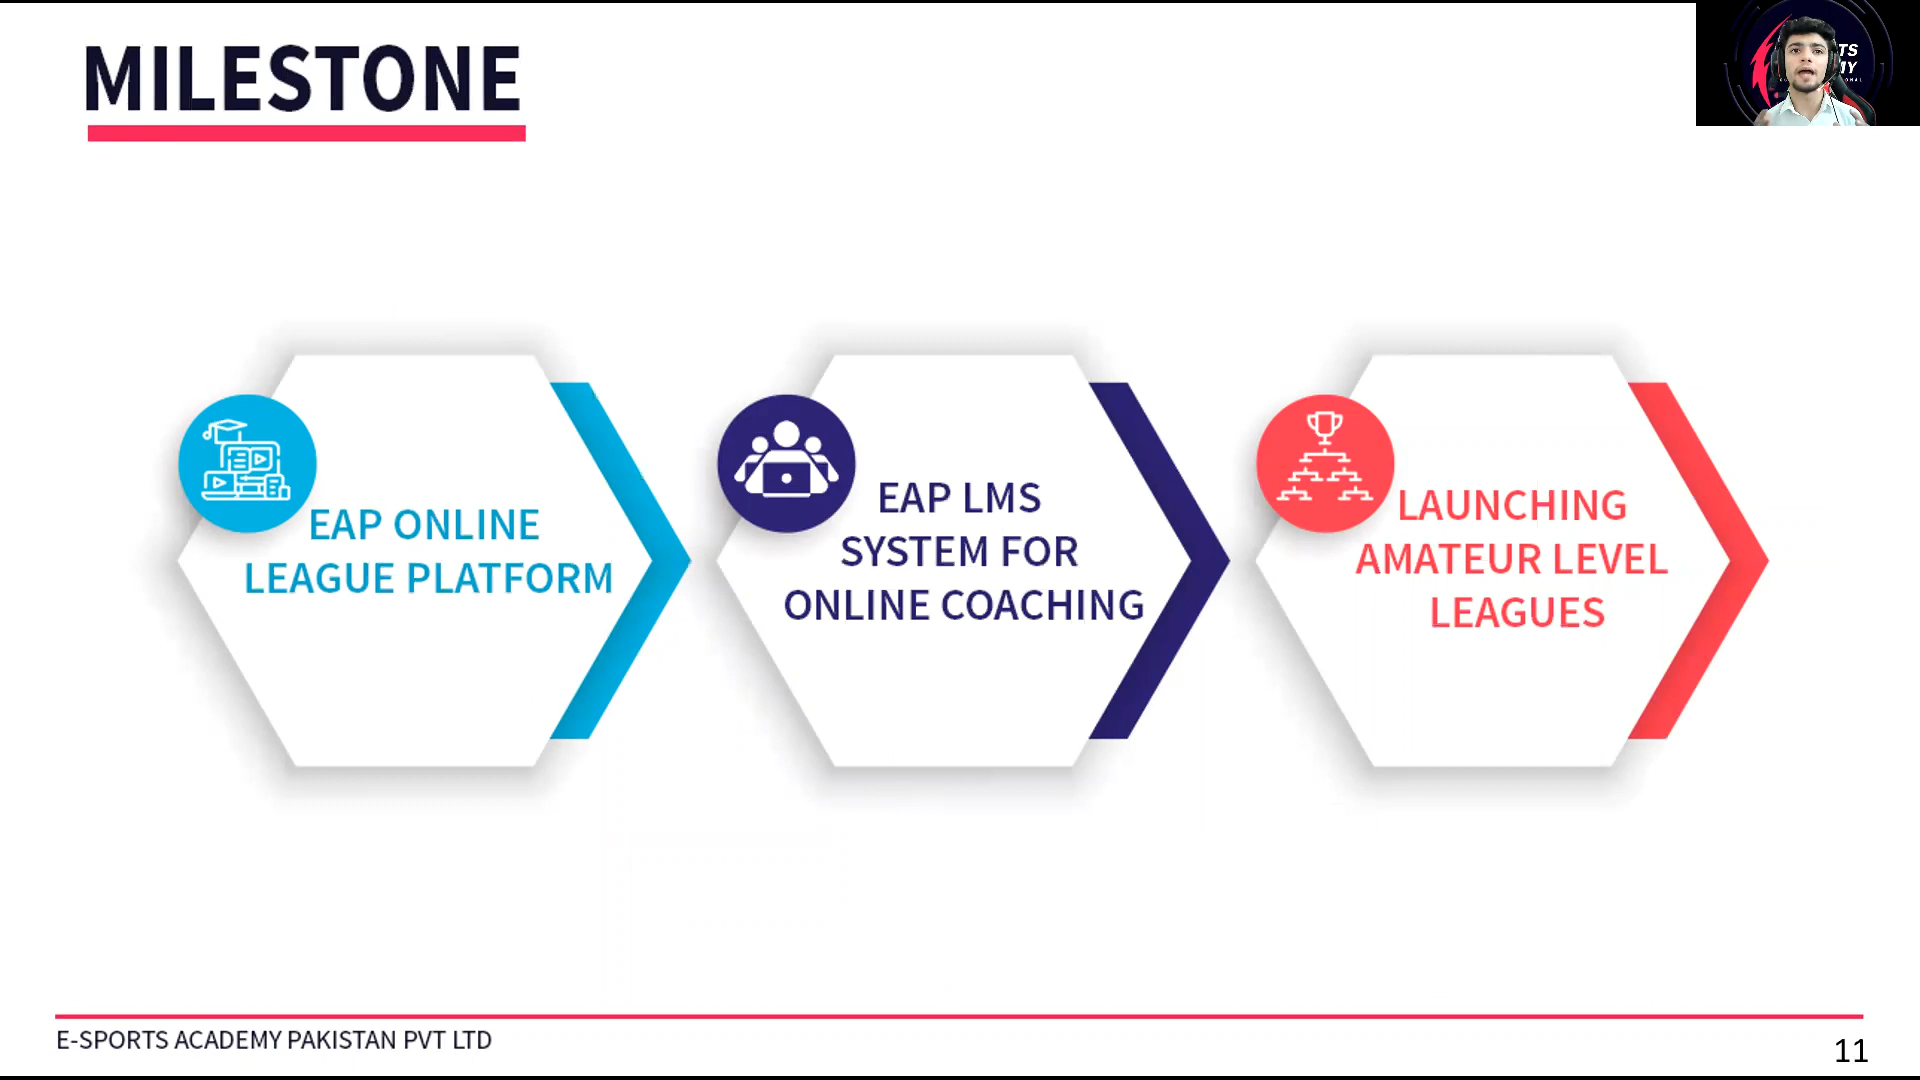 MILESTONE
EAP ONLINE
LEAGUE PLATFORM
EAP LMS
SYSTEM FOR
ONLINE COACHING
LAUNCHING
AMATEUR LEVEL
LEAGUES
E-SPORTS ACADEMY PAKISTAN PVT LTD
11